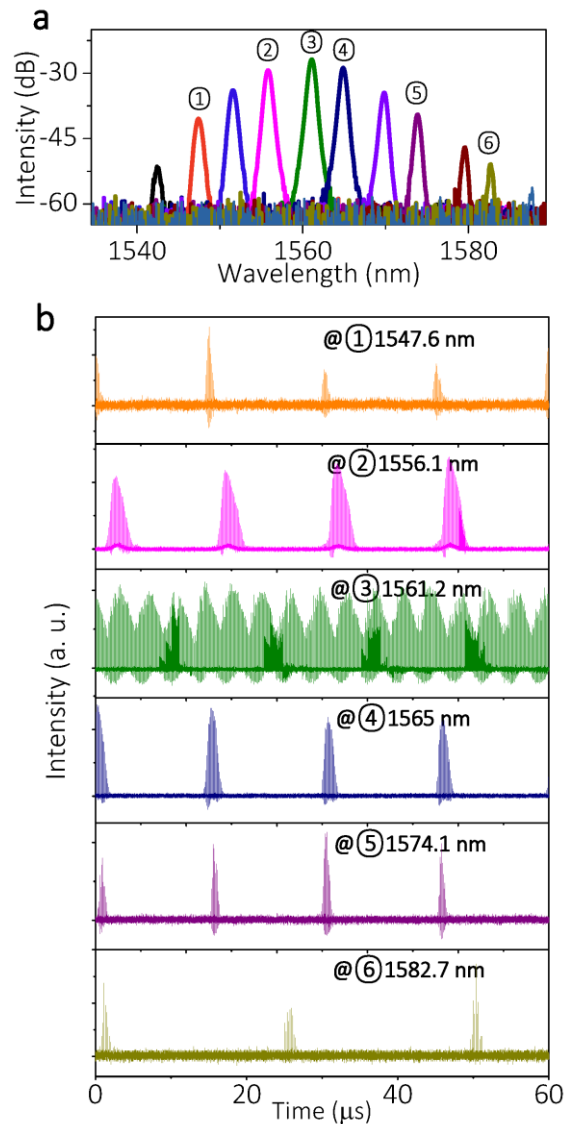 a
Intensity (dB)
-30
-45
-60
① ② ③ ④ ⑤ ⑥
1540 1560 1580
Wavelength (nm)
b
Intensity (a. u.)
@①1547.6 nm
@②1556.1 nm
@③1561.2 nm
@④1565 nm
@⑤1574.1 nm
@⑥1582.7 nm
0 20 40 60
Time (μs)